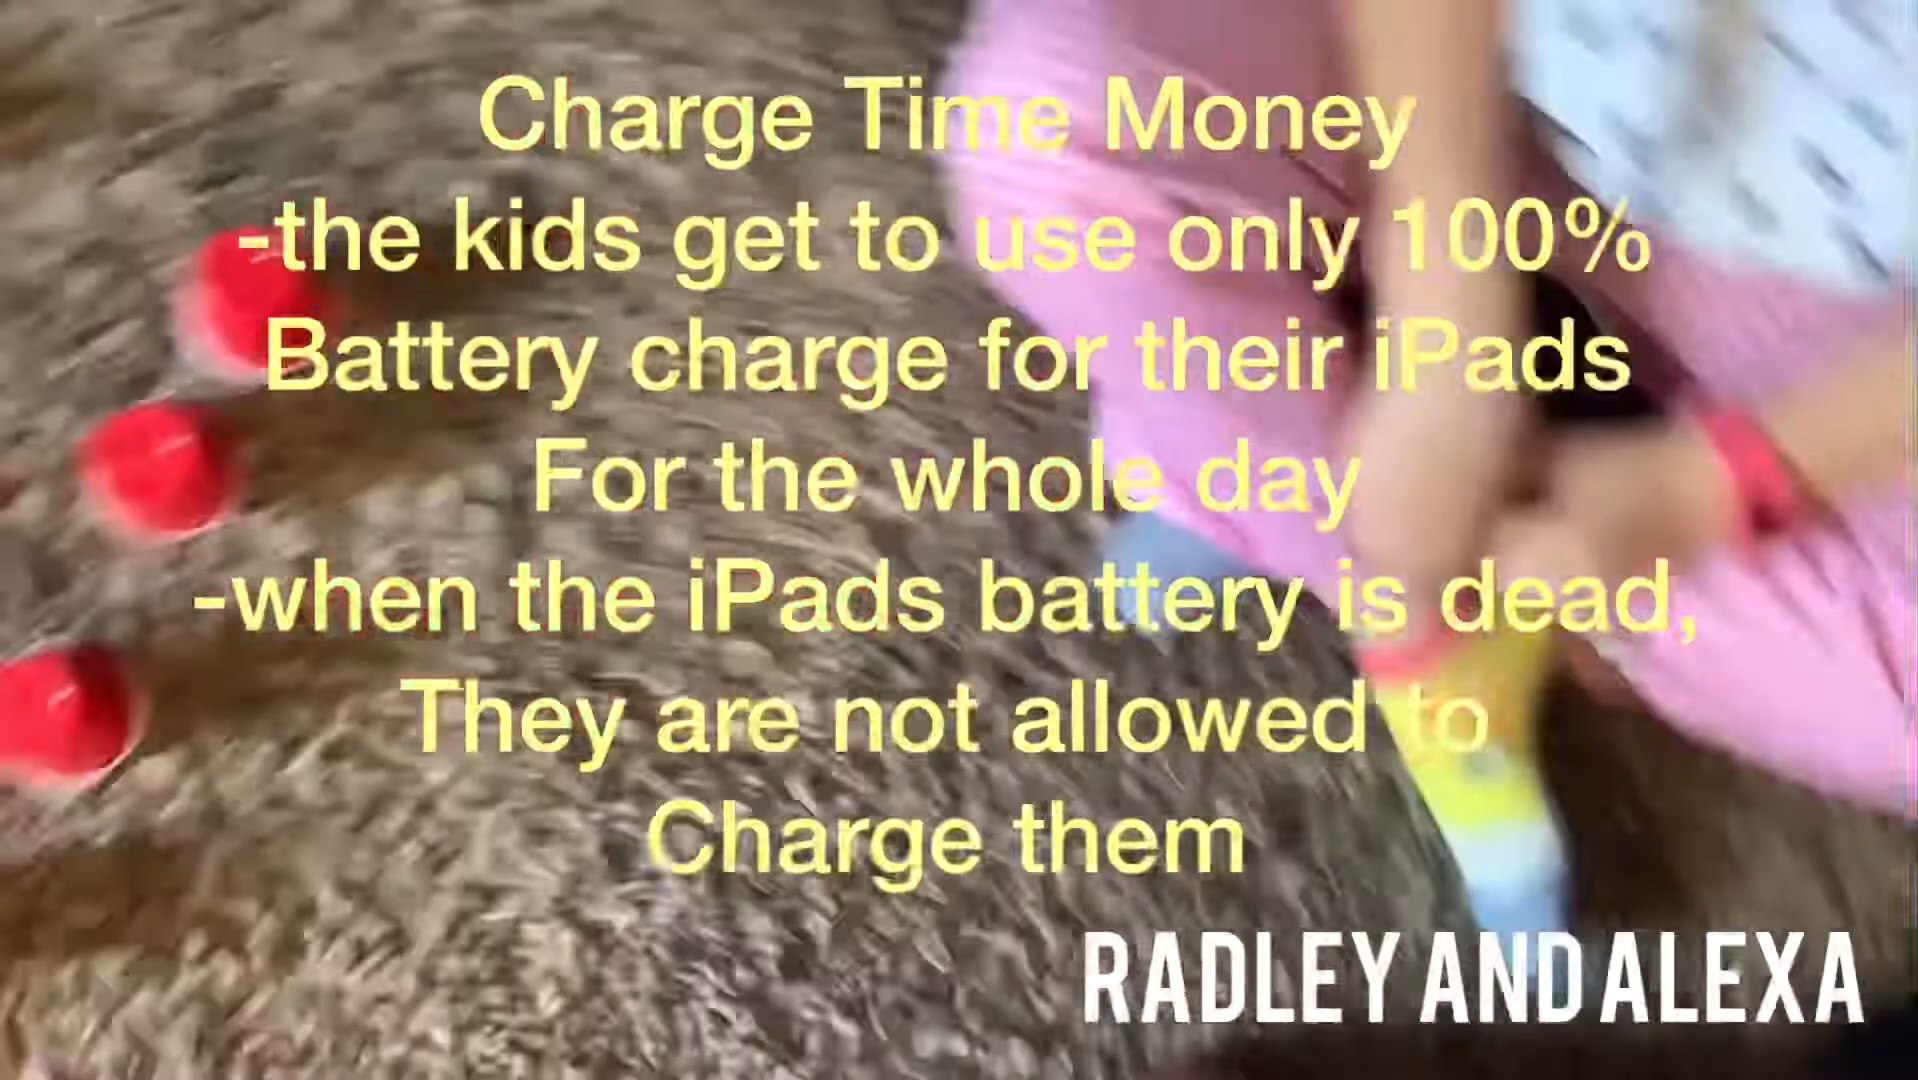 Charge Time Money
-the kids get to use only 100%
Battery charge for their iPads
For the whole day
-when the iPads battery is dead,
They are not allowed to
Charge them
RADLEY AND ALEXA